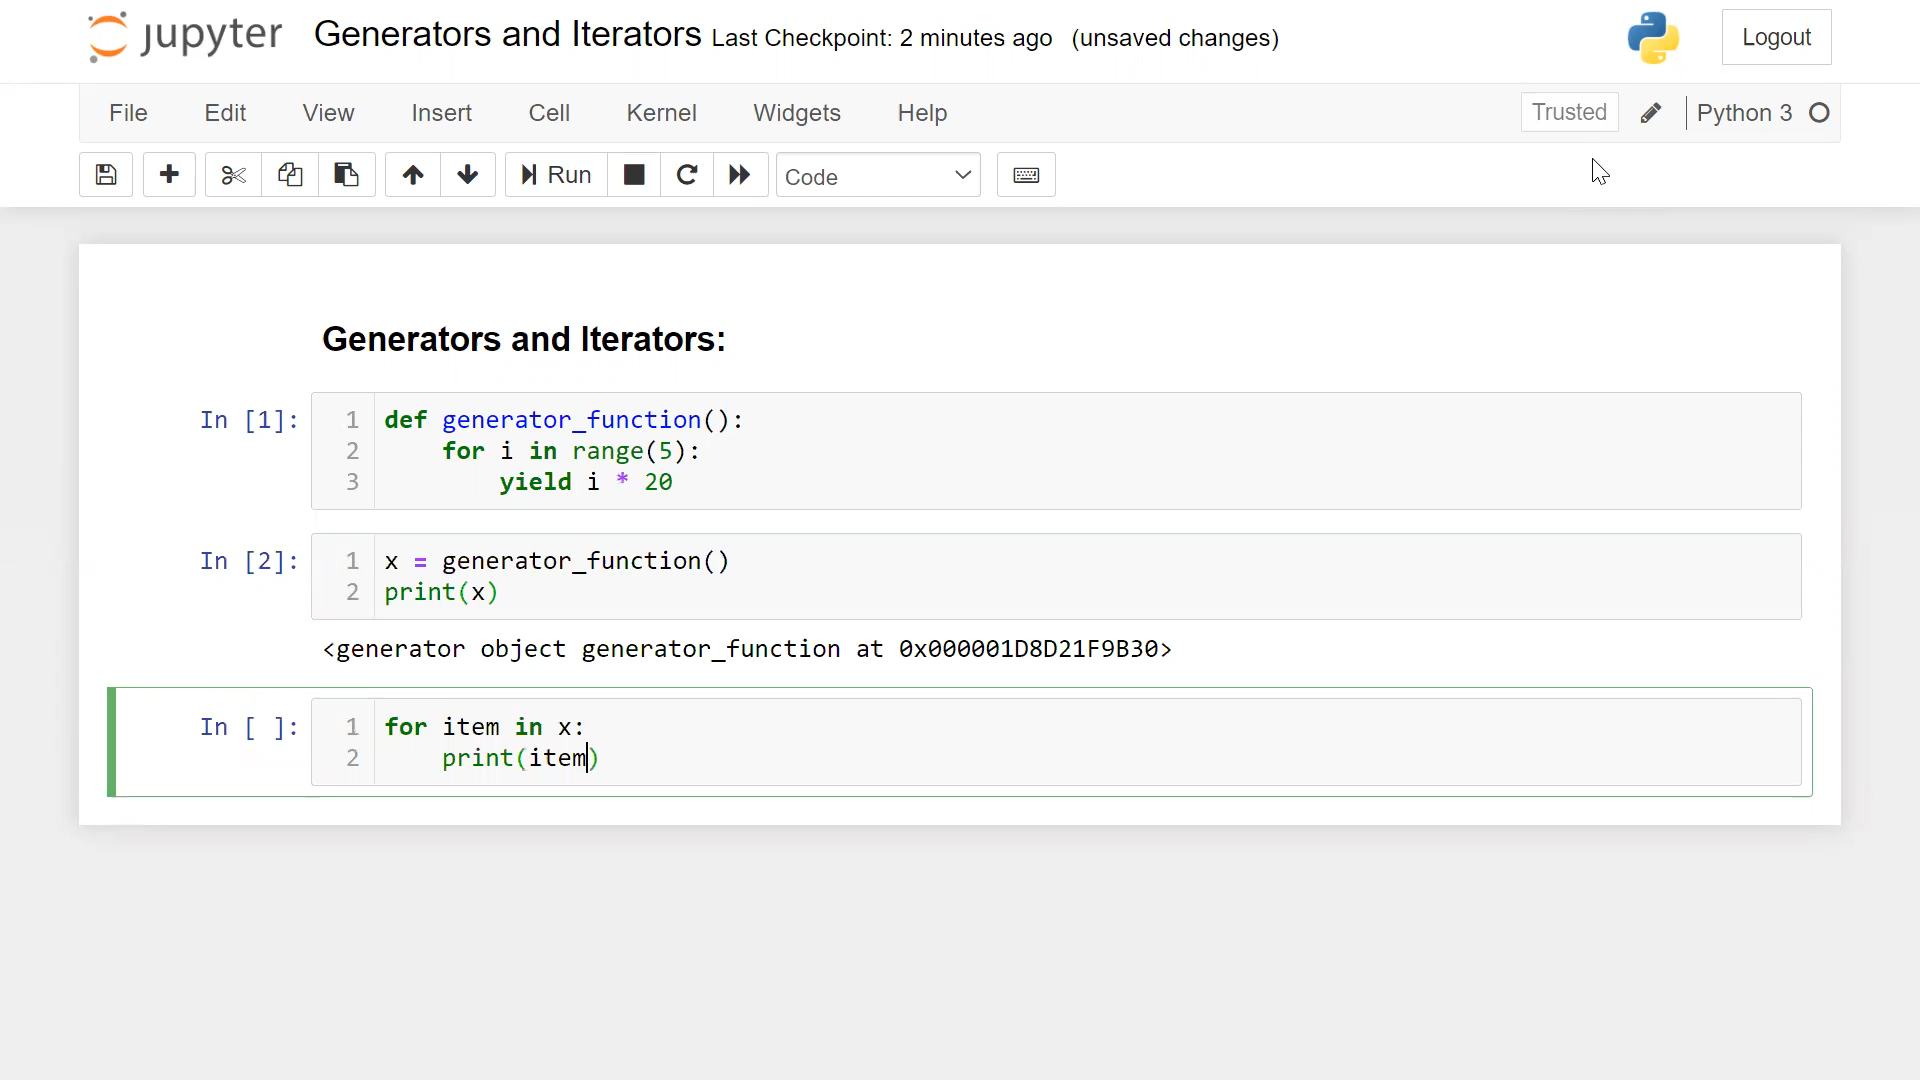 jupyter Generators and Iterators Last Checkpoint: 2 minutes ago (unsaved changes) Logout
File Edit View Insert Cell Kernel Widgets Help Trusted Python 3
Run Code
Generators and Iterators:
In [1]: 1 def generator_function():
2     for i in range(5):
3         yield i * 20
In [2]: 1 x = generator_function()
2 print(x)
<generator object generator_function at 0x000001D8D21F9B30>
In [ ]: 1 for item in x:
2     print(item)